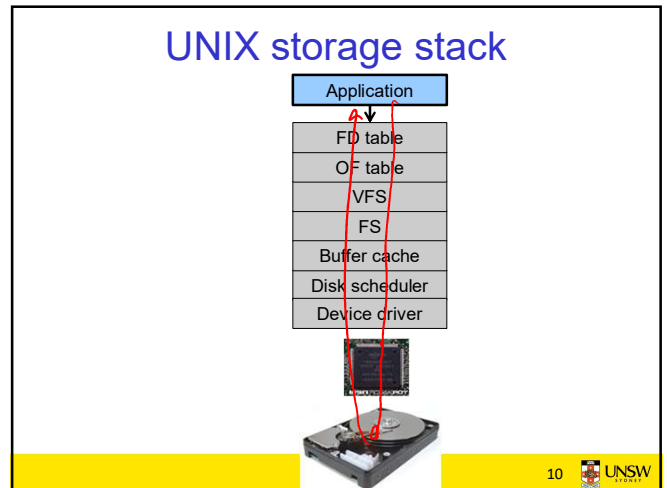 UNIX storage stack
Application
FD table
OF table
VFS
FS
Buffer cache
Disk scheduler
Device driver
10 UNSW
SYDNEY